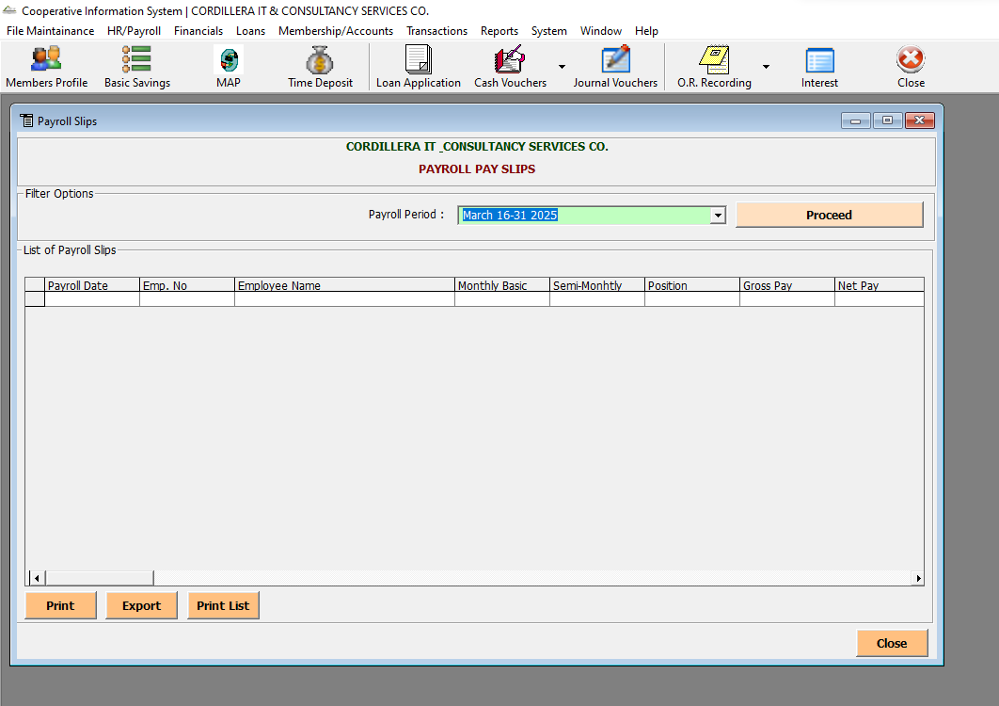 Cooperative Information System | CORDILLERA IT & CONSULTANCY SERVICES CO.
File Maintainance HR/Payroll Financials Loans Membership/Accounts Transactions Reports System Window Help
Members Profile Basic Savings MAP Time Deposit Loan Application Cash Vouchers Journal Vouchers O.R. Recording Interest Close
Payroll Slips
CORDILLERA IT _CONSULTANCY SERVICES CO.
PAYROLL PAY SLIPS
Filter Options
Payroll Period : March 16-31 2025 Proceed
List of Payroll Slips
Payroll Date Emp. No Employee Name Monthly Basic Semi-Monhtly Position Gross Pay Net Pay
Print Export Print List
Close